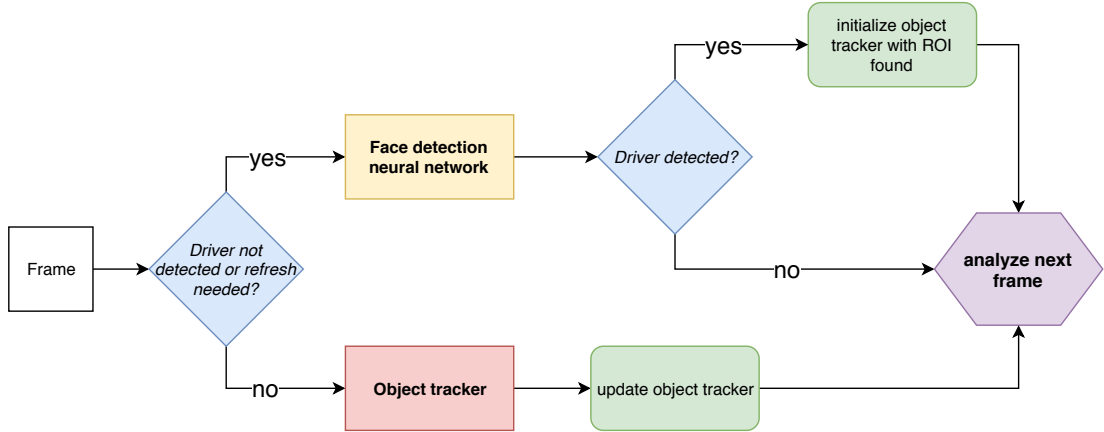 initialize object
tracker with ROI
found
yes
yes
Face detection
neural network
Driver detected?
Frame
Driver not
detected or refresh
needed?
no
analyze next
frame
no
Object tracker
update object tracker